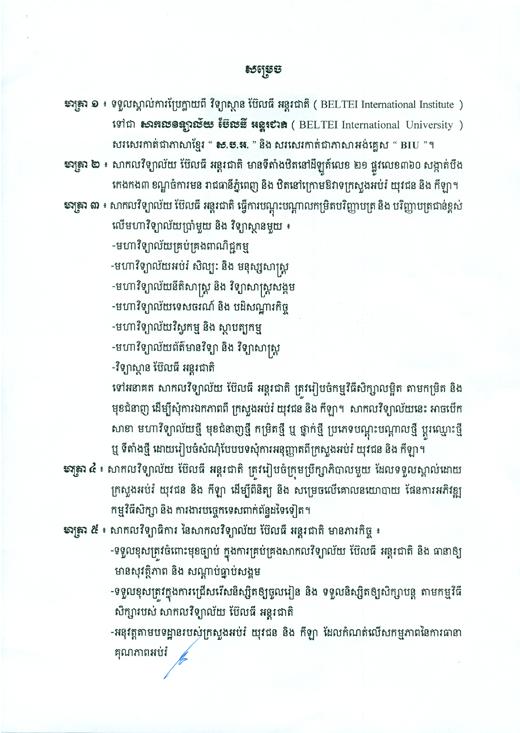 សម្រេច
មាត្រា ១ ៖ ទទួលស្គាល់ការប្រែក្លាយពី វិទ្យាស្ថាន ប៊ែលធី អន្តរជាតិ ( BELTEI International Institute )
ទៅជា សាកលវិទ្យាល័យ ប៊ែលធី អន្តរជាតិ ( BELTEI International University )
សរសេរកាត់ជាភាសាខ្មែរ " ស.ប.អ. " និង សរសេរកាត់ជាភាសាអង់គ្លេស " BIU "។
មាត្រា ២ ៖ សាកលវិទ្យាល័យ ប៊ែលធី អន្តរជាតិ មានទីតាំងឋិតនៅដីឡូត៍លេខ ២១ ផ្លូវលេខ៣៦០ សង្កាត់បឹង
កេងកង៣ ខណ្ឌចំការមន រាជធានីភ្នំពេញ និង ឋិតនៅក្រោមឱវាទក្រសួងអប់រំ យុវជន និង កីឡា។
មាត្រា ៣ ៖ សាកលវិទ្យាល័យ ប៊ែលធី អន្តរជាតិ ធ្វើការបណ្តុះបណ្តាលកម្រិតបរិញ្ញាបត្រ និង បរិញ្ញាបត្រជាន់ខ្ពស់
លើមហាវិទ្យាល័យប្រាំមួយ និង វិទ្យាស្ថានមួយ ៖
-មហាវិទ្យាល័យគ្រប់គ្រងពាណិជ្ជកម្ម
-មហាវិទ្យាល័យអប់រំ សិល្បៈ និង មនុស្សសាស្ត្រ
-មហាវិទ្យាល័យនីតិសាស្ត្រ និង វិទ្យាសាស្ត្រសង្គម
-មហាវិទ្យាល័យទេសចរណ៍ និង បដិសណ្ឋារកិច្ច
-មហាវិទ្យាល័យវិស្វកម្ម និង ស្ថាបត្យកម្ម
-មហាវិទ្យាល័យព័ត៌មានវិទ្យា និង វិទ្យាសាស្ត្រ
-វិទ្យាស្ថាន ប៊ែលធី អន្តរជាតិ
ទៅអនាគត សាកលវិទ្យាល័យ ប៊ែលធី អន្តរជាតិ ត្រូវរៀបចំកម្មវិធីសិក្សាលម្អិត តាមកម្រិត និង
មុខជំនាញ ដើម្បីសុំការឯកភាពពី ក្រសួងអប់រំ យុវជន និង កីឡា។ សាកលវិទ្យាល័យនេះ អាចបើក
សាខា មហាវិទ្យាល័យថ្មី មុខជំនាញថ្មី កម្រិតថ្មី ឬ ថ្នាក់ថ្មី ប្រភេទបណ្តុះបណ្តាលថ្មី ប្តូរឈ្មោះថ្មី
ឬ ទីតាំងថ្មី ដោយរៀបចំសំណុំបែបបទសុំការអនុញ្ញាតពីក្រសួងអប់រំ យុវជន និង កីឡា។
មាត្រា ៤ ៖ សាកលវិទ្យាល័យ ប៊ែលធី អន្តរជាតិ ត្រូវរៀបចំក្រុមប្រឹក្សាភិបាលមួយ ដែលទទួលស្គាល់ដោយ
ក្រសួងអប់រំ យុវជន និង កីឡា ដើម្បីពិនិត្យ និង សម្រេចលើគោលនយោបាយ ផែនការអភិវឌ្ឍ
កម្មវិធីសិក្សា និង ការងារបច្ចេកទេសពាក់ព័ន្ធដទៃទៀត។
មាត្រា ៥ ៖ សាកលវិទ្យាធិការ នៃសាកលវិទ្យាល័យ ប៊ែលធី អន្តរជាតិ មានភារកិច្ច ៖
-ទទួលខុសត្រូវចំពោះមុខច្បាប់ ក្នុងការគ្រប់គ្រងសាកលវិទ្យាល័យ ប៊ែលធី អន្តរជាតិ និង ធានាឲ្យ
មានសុវត្ថិភាព និង សណ្តាប់ធ្នាប់សង្គម
-ទទួលខុសត្រូវក្នុងការជ្រើសរើសនិស្សិតឲ្យចូលរៀន និង ទទួលនិស្សិតឲ្យសិក្សាបន្ត តាមកម្មវិធី
សិក្សារបស់ សាកលវិទ្យាល័យ ប៊ែលធី អន្តរជាតិ
-អនុវត្តតាមបទដ្ឋានរបស់ក្រសួងអប់រំ យុវជន និង កីឡា ដែលកំណត់លើសកម្មភាពនៃការធានា
គុណភាពអប់រំ